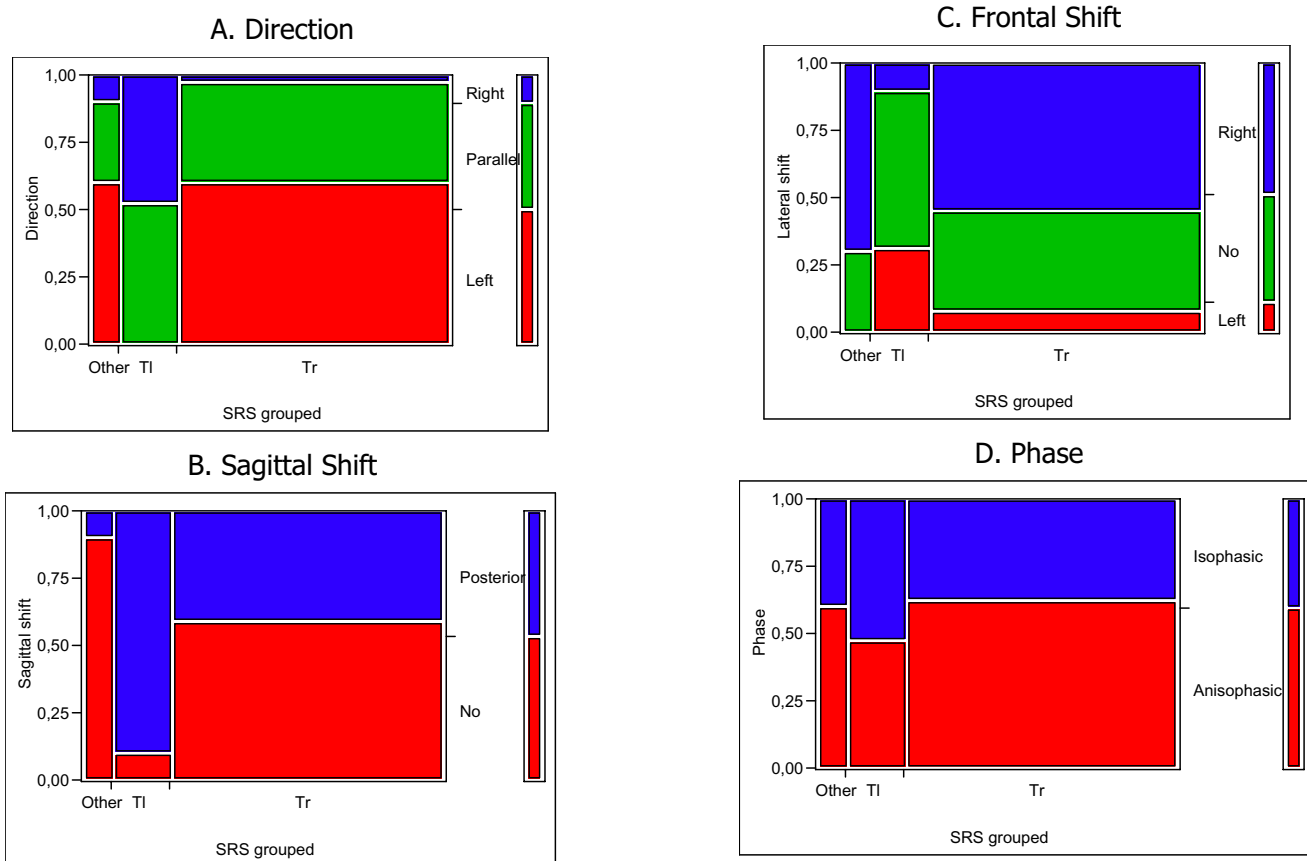 A. Direction
1,00
0,75
0,50
0,25
0,00
Direction
Right
Parallel
Left
Other Tl Tr
SRS grouped
C. Frontal Shift
1,00
0,75
0,50
0,25
0,00
Lateral shift
Right
No
Left
Other Tl Tr
SRS grouped
B. Sagittal Shift
1,00
0,75
0,50
0,25
0,00
Sagittal shift
Posterior
No
Other Tl Tr
SRS grouped
D. Phase
1,00
0,75
0,50
0,25
0,00
Phase
Isophasic
Anisophasic
Other Tl Tr
SRS grouped